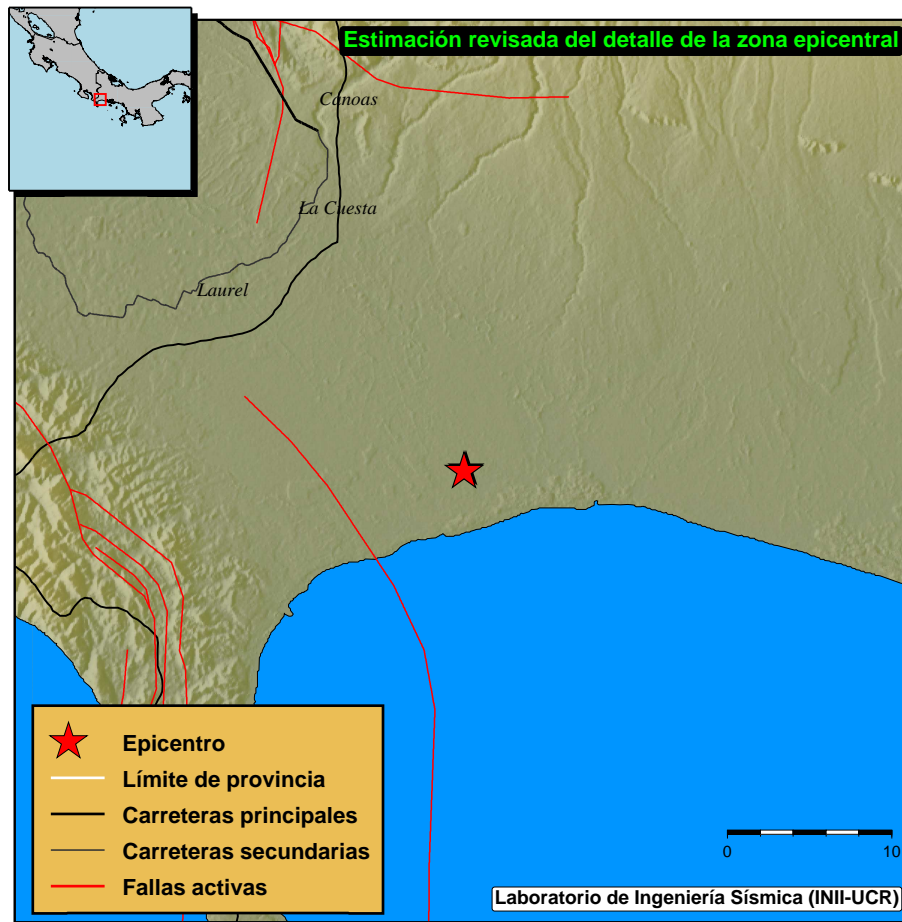 Estimación revisada del detalle de la zona epicentral
Canoas
La Cuesta
Laurel
Epicentro
Límite de provincia
Carreteras principales
Carreteras secundarias
Fallas activas
0 10
Laboratorio de Ingeniería Sísmica (INII-UCR)